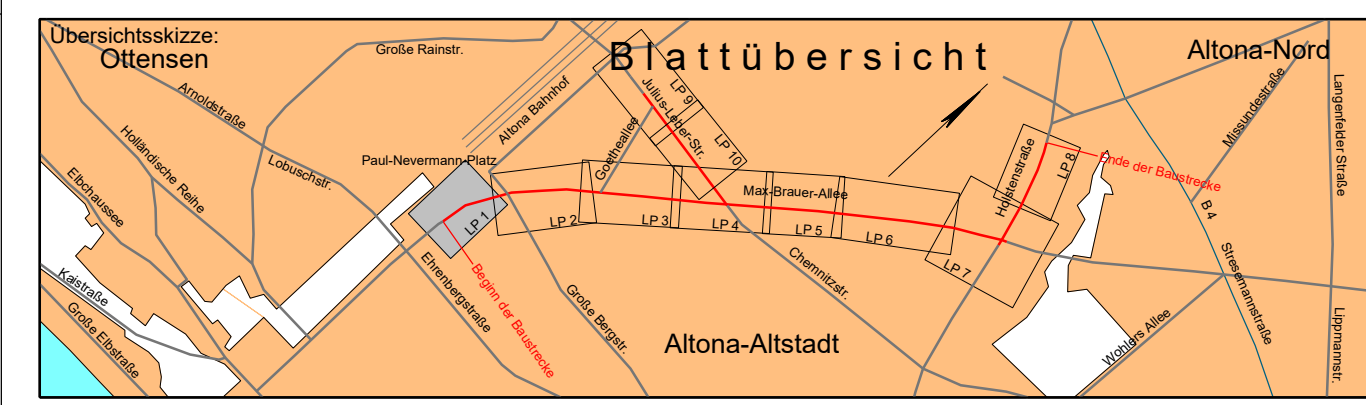 Übersichtsskizze:
Ottensen
Blattübersicht
Altona-Nord
Große Rainstr.
Arnoldstraße
Holländische Reihe
Lobuschstr.
Elbchaussee
Kaistraße
Große Elbstraße
Altona Bahnhof
Paul-Nevermann-Platz
LP 1
Beginn der Baustrecke
Ehrenbergstraße
Große Bergstr.
LP 2
Goetheallee
Julius-Leber-Str.
LP 9
LP 10
LP 3
LP 4
Max-Brauer-Allee
LP 5
LP 6
Chemnitzstr.
Altona-Altstadt
LP 7
Holstenstraße
LP 8
Ende der Baustrecke
Missundestraße
B 4
Stresemannstraße
Wohlers Allee
Langenfelder Straße
Lippmannstr.